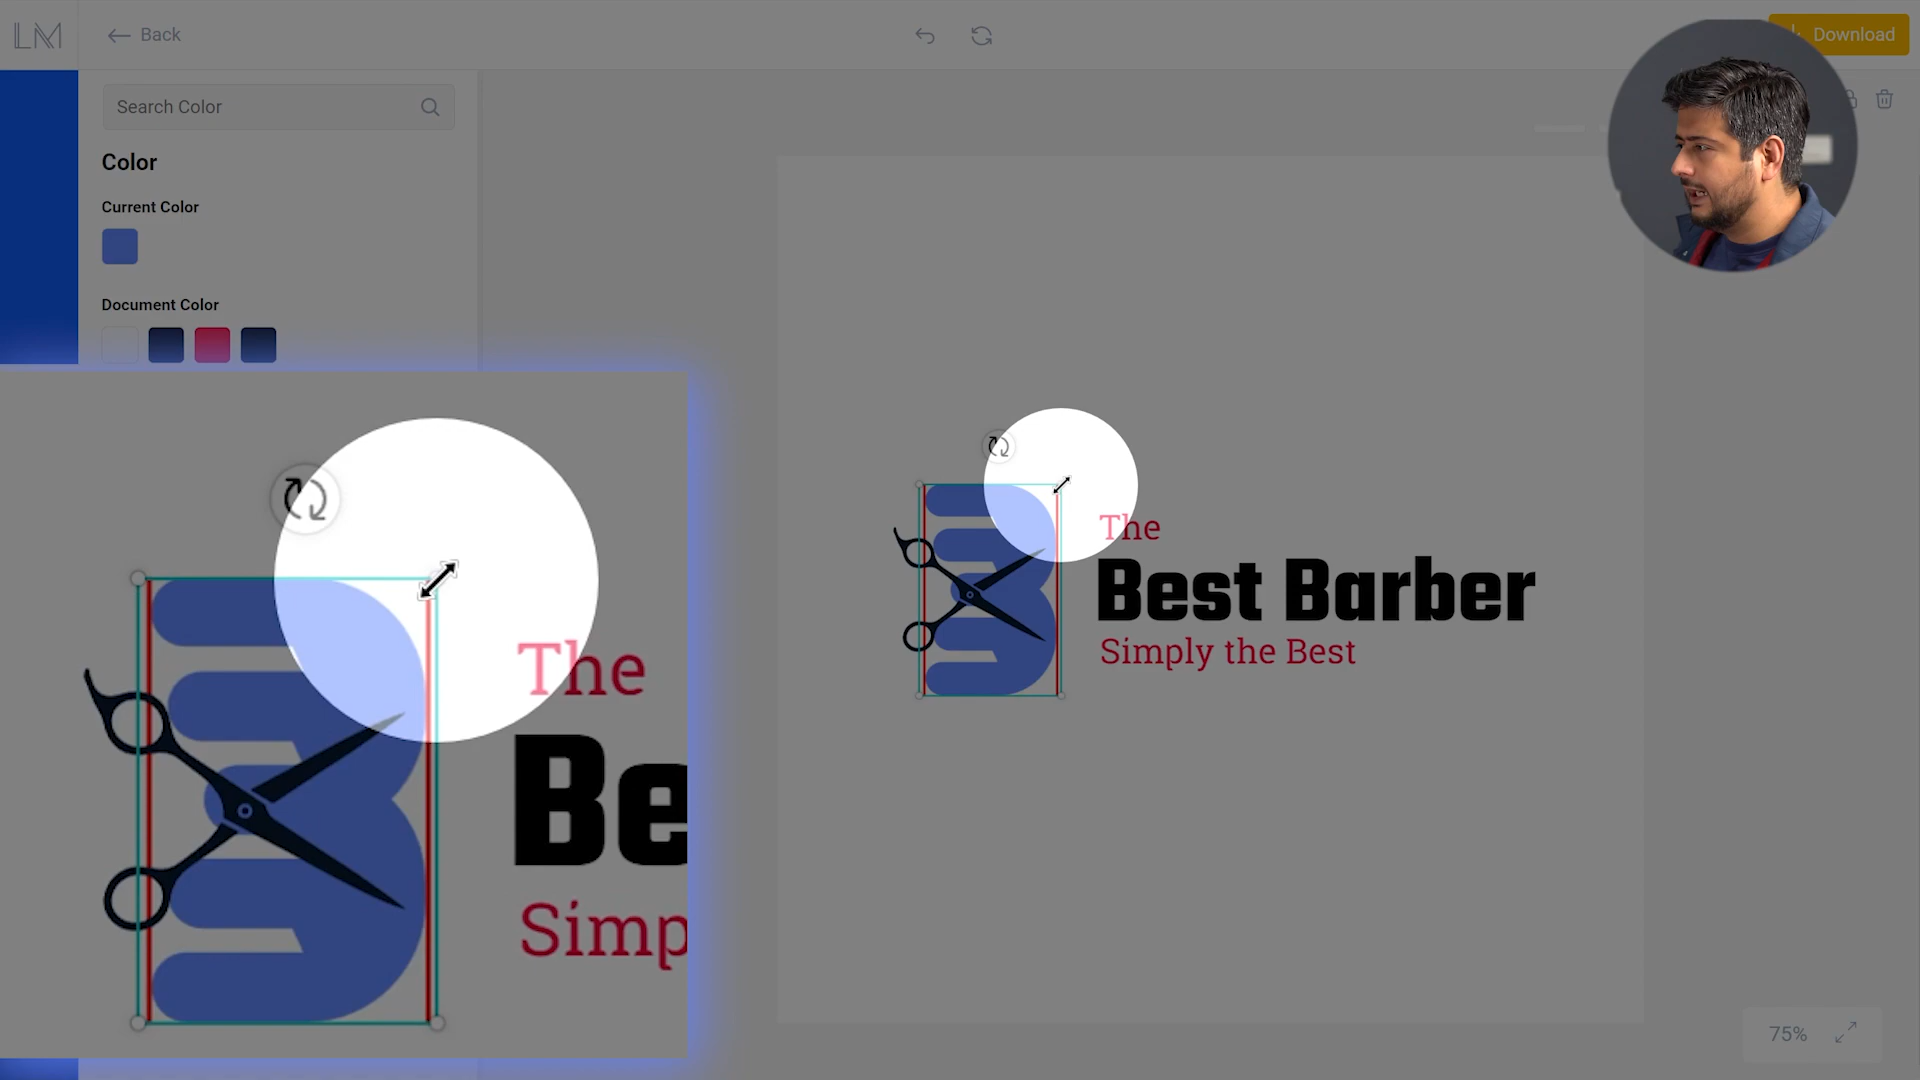 LM
Back
Download
Search Color
Color
Current Color
Document Color
The
Best Barber
Simply the Best
The
Be
Simp
75%